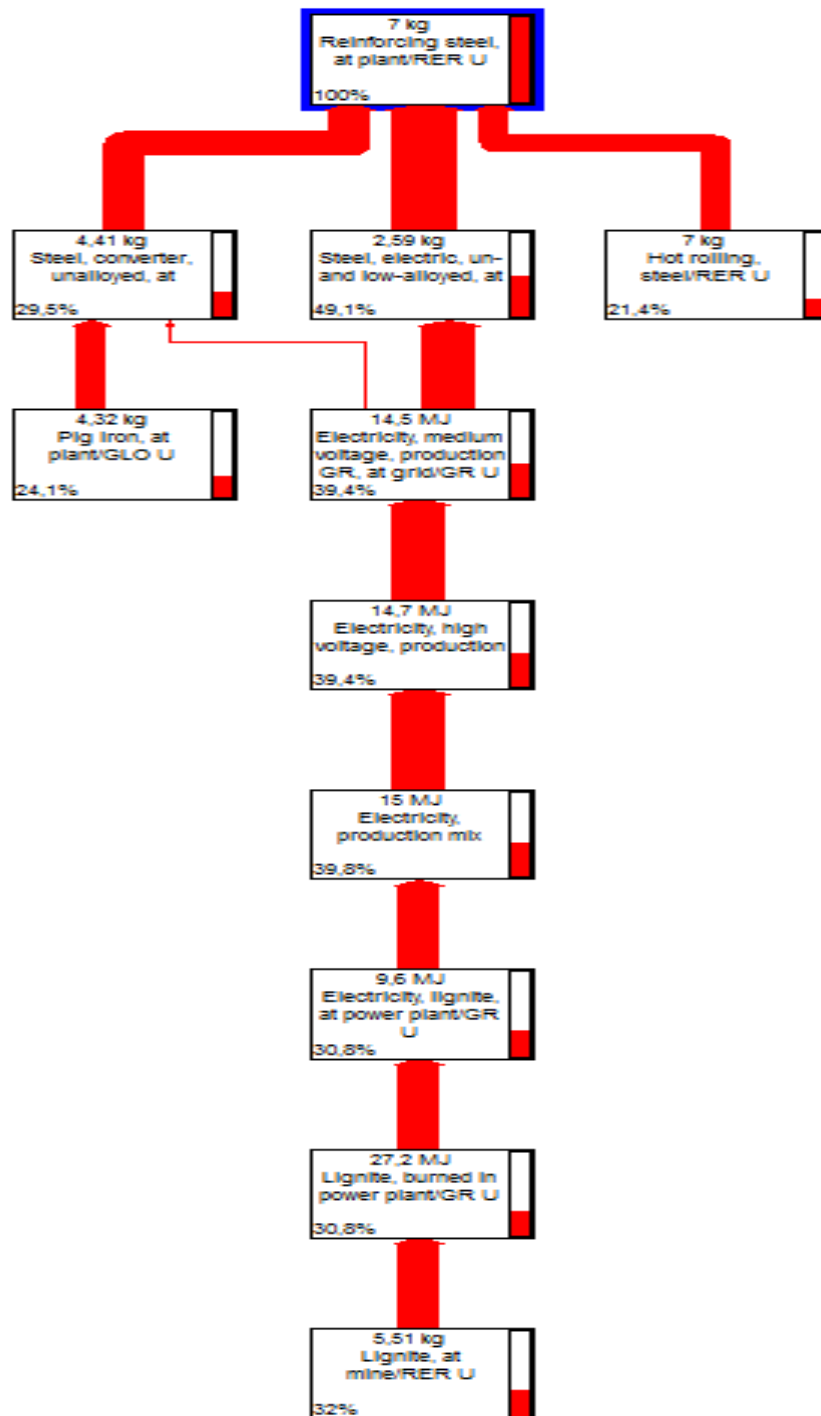 7 kg
Reinforcing steel,
at plant/RER U
100%
4,41 kg
Steel, converter,
unalloyed, at
29,5%
2,59 kg
Steel, electric, un-
and low-alloyed, at
49,1%
7 kg
Hot rolling,
steel/RER U
21,4%
4,32 kg
Pig iron, at
plant/GLO U
24,1%
14,5 MJ
Electricity, medium
voltage, production
GR, at grid/GR U
39,4%
14,7 MJ
Electricity, high
voltage, production
39,4%
15 MJ
Electricity,
production mix
39,8%
9,6 MJ
Electricity, lignite,
at power plant/GR
U
30,8%
27,2 MJ
Lignite, burned in
power plant/GR U
30,8%
5,51 kg
Lignite, at
mine/RER U
32%